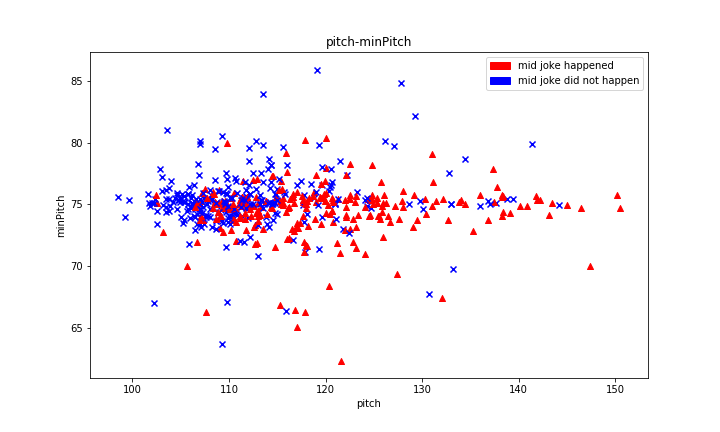 pitch-minPitch
mid joke happened
mid joke did not happen
85
80
75
70
65
minPitch
100 110 120 130 140 150
pitch